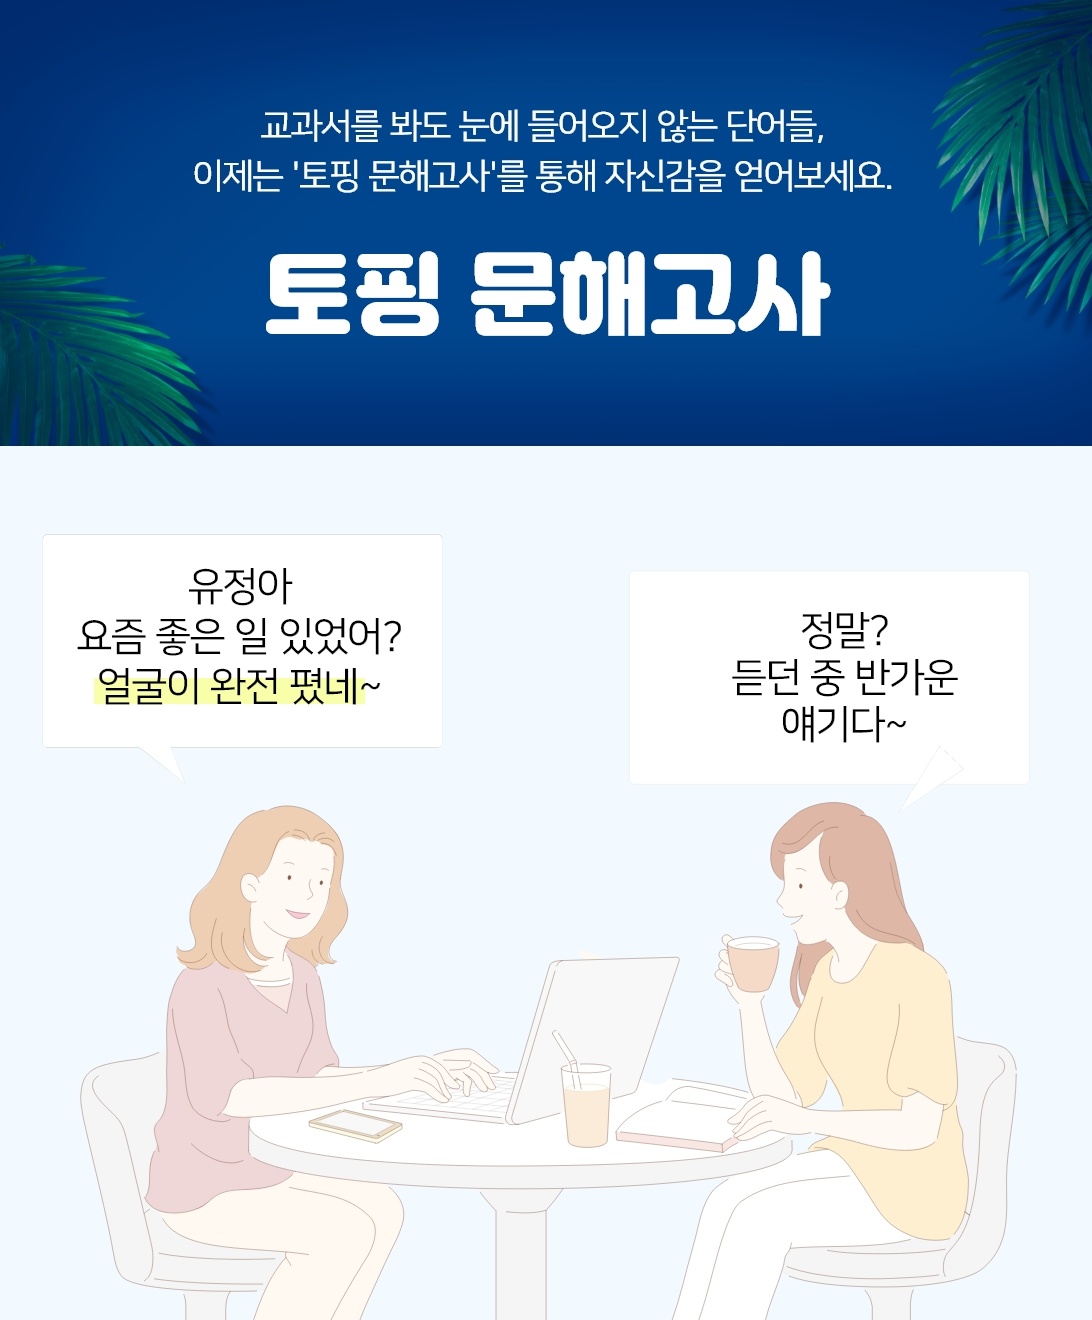 교과서를 봐도 눈에 들어오지 않는 단어들,
이제는 '토핑 문해고사'를 통해 자신감을 얻어보세요.
토핑 문해고사
유정아
요즘 좋은 일 있었어?
얼굴이 완전 폈네~
정말?
듣던 중 반가운
얘기다~